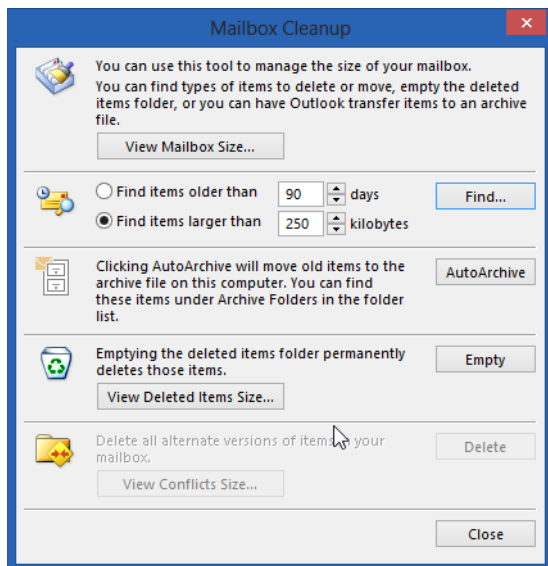 Mailbox Cleanup
You can use this tool to manage the size of your mailbox.
You can find types of items to delete or move, empty the deleted
items folder, or you can have Outlook transfer items to an archive
file.
View Mailbox Size...
Find items older than 90 days
Find...
Find items larger than 250 kilobytes
Clicking AutoArchive will move old items to the
archive file on this computer. You can find
these items under Archive Folders in the folder
list.
AutoArchive
Emptying the deleted items folder permanently
deletes those items.
Empty
View Deleted Items Size...
Delete all alternate versions of items in your
mailbox.
Delete
View Conflicts Size...
Close